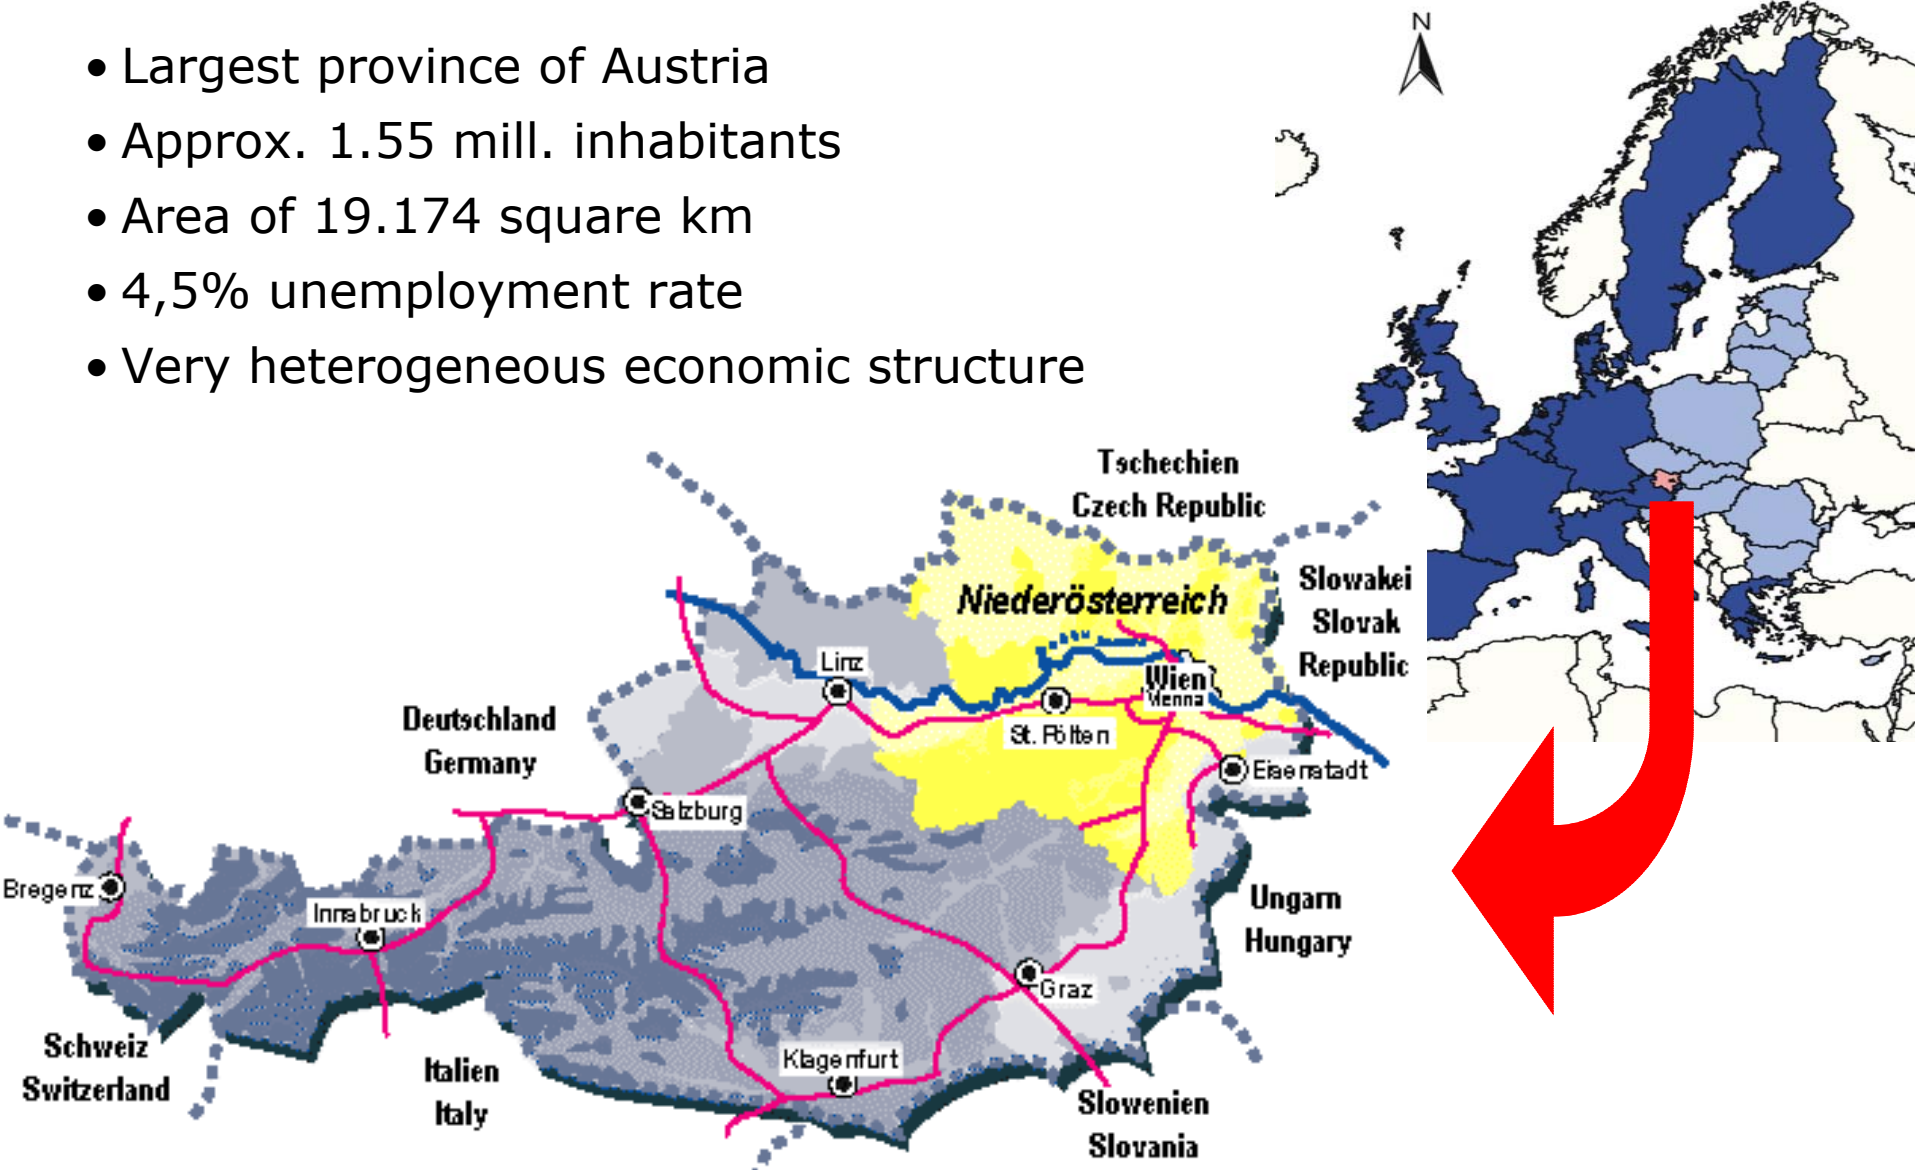 • Largest province of Austria
• Approx. 1.55 mill. inhabitants
• Area of 19.174 square km
• 4,5% unemployment rate
• Very heterogeneous economic structure
N
Tschechien
Czech Republic
Niederösterreich
Slowakei
Slovak
Republic
Linz
Wien
Vienna
St. Pölten
Deutschland
Germany
Eisenstadt
Salzburg
Bregenz
Innsbruck
Ungarn
Hungary
Graz
Schweiz
Switzerland
Italien
Italy
Klagenfurt
Slowenien
Slovania